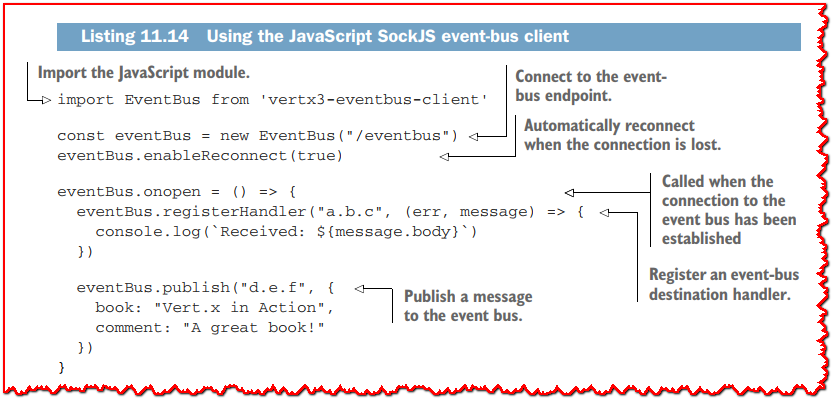 Listing 11.14 Using the JavaScript SockJS event-bus client
Import the JavaScript module.
import EventBus from 'vertx3-eventbus-client'
Connect to the event-
bus endpoint.
const eventBus = new EventBus("/eventbus")
Automatically reconnect
when the connection is lost.
eventBus.enableReconnect(true)
eventBus.onopen = () => {
Called when the
connection to the
event bus has been
established
eventBus.registerHandler("a.b.c", (err, message) => {
console.log(`Received: ${message.body}`)
})
Register an event-bus
destination handler.
eventBus.publish("d.e.f", {
Publish a message
to the event bus.
book: "Vert.x in Action",
comment: "A great book!"
})
}